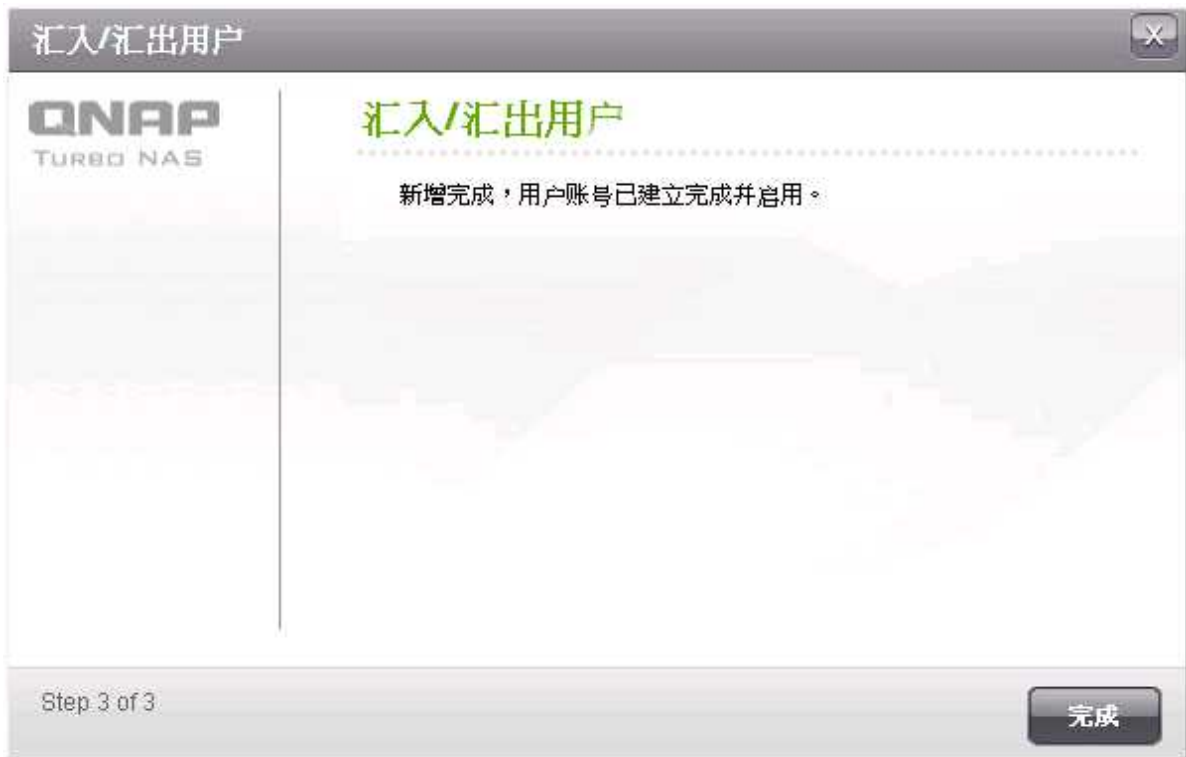 汇入/汇出用户
X
QNAP
TURBO NAS
汇入/汇出用户
新增完成，用户账号已建立完成并启用。
Step 3 of 3
完成